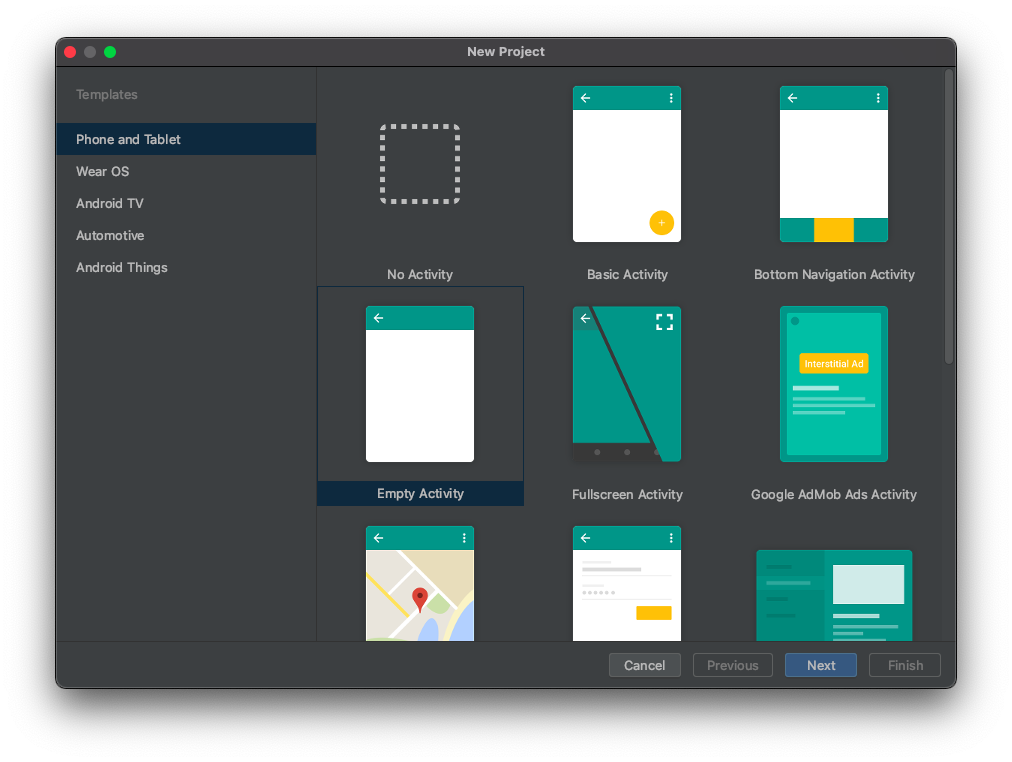 New Project
Templates
Phone and Tablet
Wear OS
Android TV
Automotive
Android Things
No Activity
Basic Activity
Bottom Navigation Activity
Interstitial Ad
Empty Activity
Fullscreen Activity
Google AdMob Ads Activity
Cancel
Previous
Next
Finish